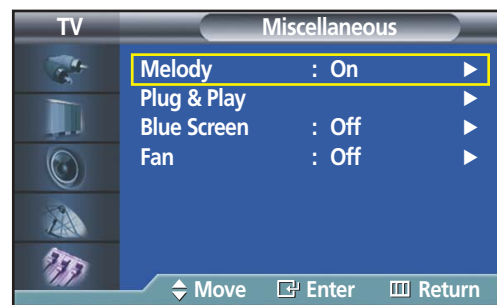 TV Miscellaneous
Melody : On ▶
Plug & Play ▶
Blue Screen : Off ▶
Fan : Off ▶
Move Enter Return